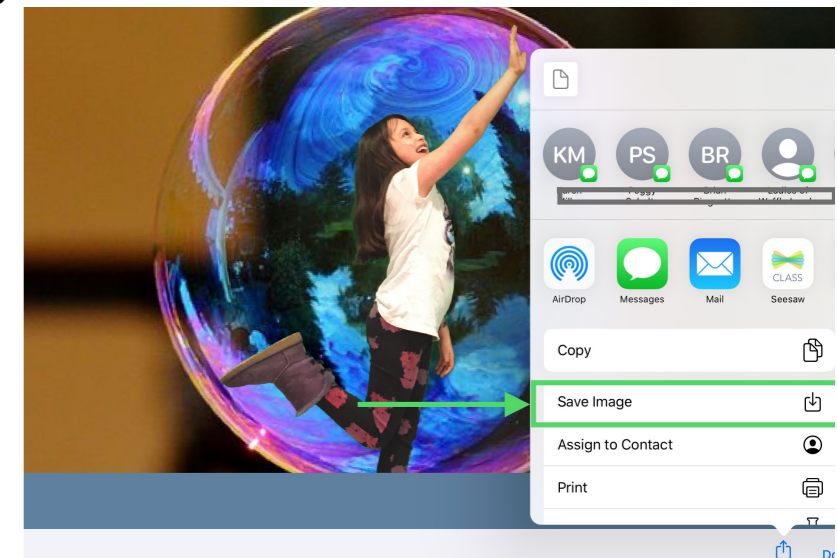 KM PS BR
CLASS
AirDrop Messages Mail Seesaw
Copy
Save Image
Assign to Contact
Print